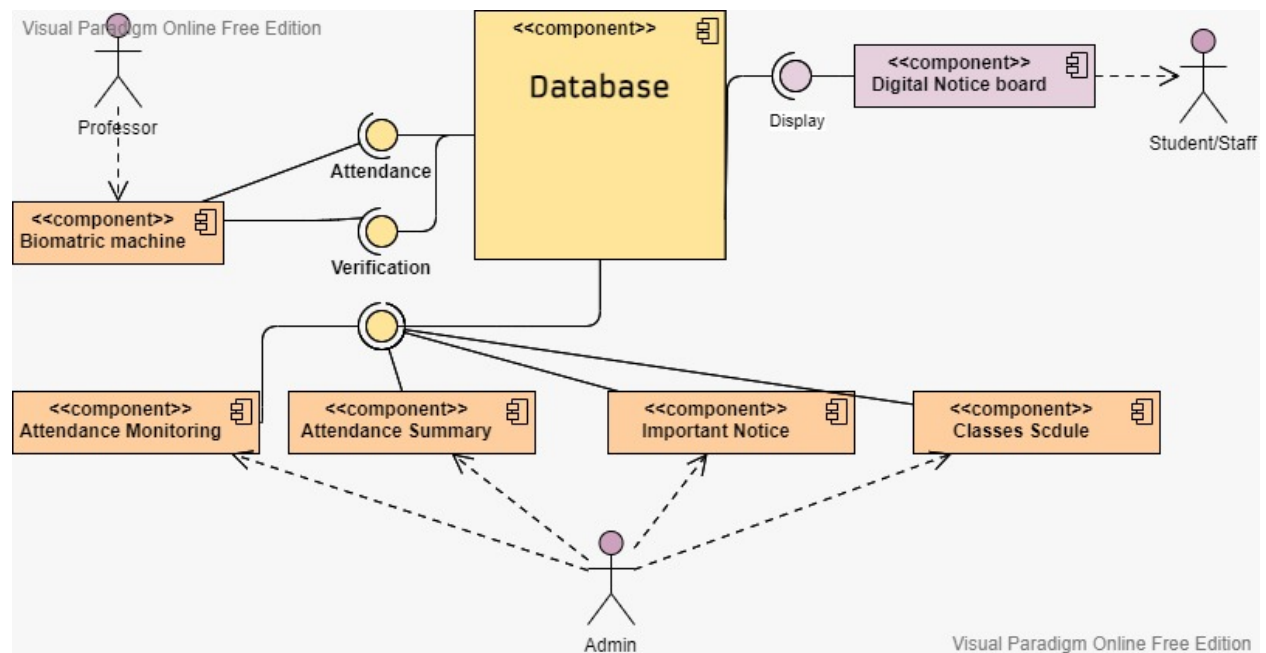 Visual Paradigm Online Free Edition
Professor
<<component>>
Database
<<component>>
Digital Notice board
Display
Student/Staff
Attendance
<<component>>
Biomatric machine
Verification
<<component>>
Attendance Monitoring
<<component>>
Attendance Summary
<<component>>
Important Notice
<<component>>
Classes Scdule
Admin
Visual Paradigm Online Free Edition